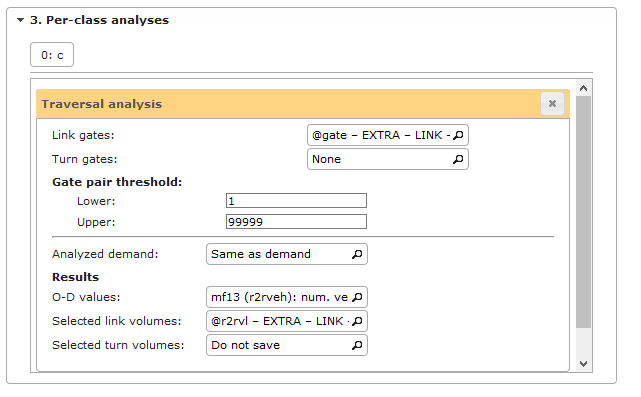 3. Per-class analyses
0: c
Traversal analysis
Link gates: @gate – EXTRA – LINK -
Turn gates: None
Gate pair threshold:
Lower: 1
Upper: 99999
Analyzed demand: Same as demand
Results
O-D values: mf13 (r2rveh): num. ve
Selected link volumes: @r2rvl – EXTRA – LINK -
Selected turn volumes: Do not save